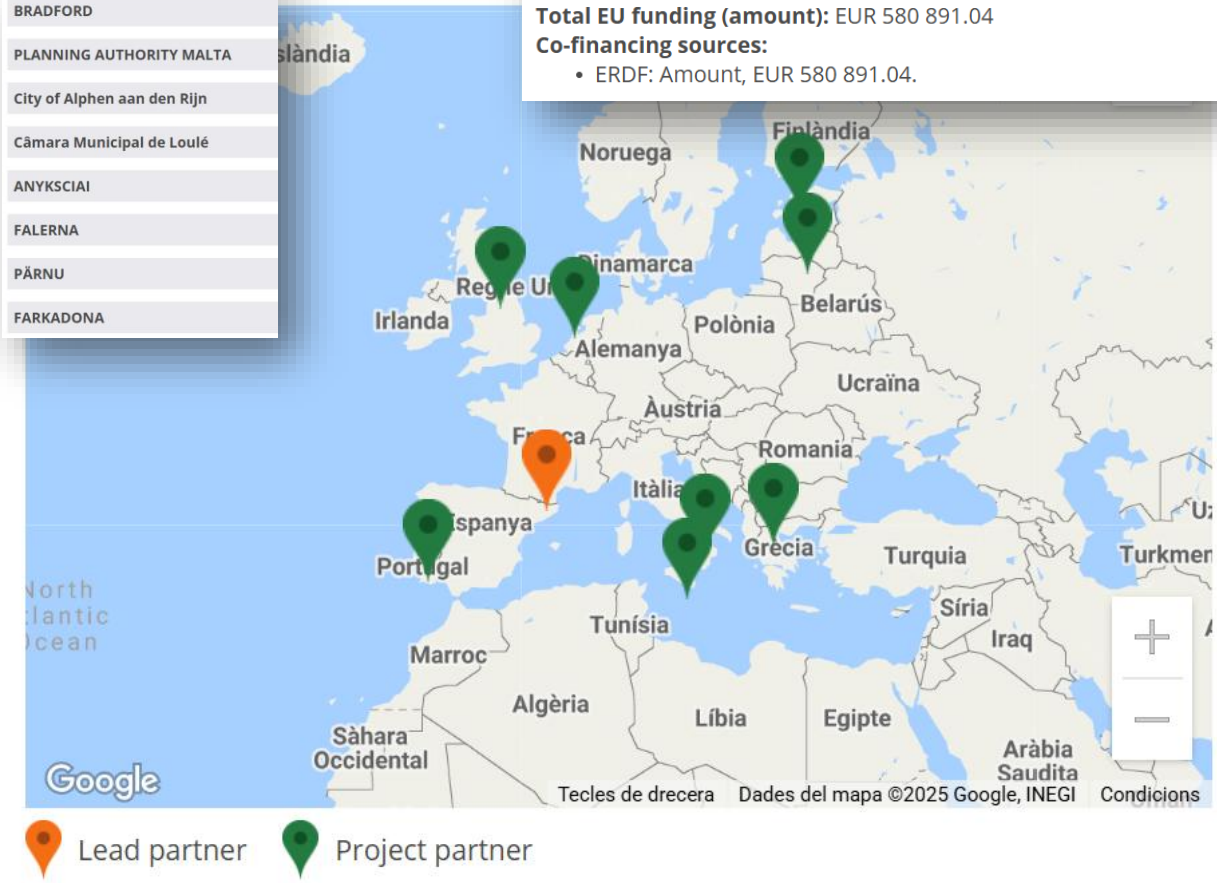 BRADFORD
PLANNING AUTHORITY MALTA
City of Alphen aan den Rijn
Câmara Municipal de Loulé
ANYKSCIAI
FALERNA
PÄRNU
FARKADONA
Total EU funding (amount): EUR 580 891.04
Co-financing sources:
• ERDF: Amount, EUR 580 891.04.
slàndia
Finlàndia
Noruega
Dinamarca
Irlanda
Belarús
Polònia
Alemanya
Ucraïna
Àustria
Romania
Itàlia
spanya
Grècia
Turquia
Turkmen
Portugal
North
lantic
cean
Síria
Tunísia
Iraq
Marroc
Algèria
Líbia
Egipte
Sàhara
Occidental
Aràbia
Saudita
Google
Tecles de drecera Dades del mapa ©2025 Google, INEGI Condicions
Lead partner Project partner